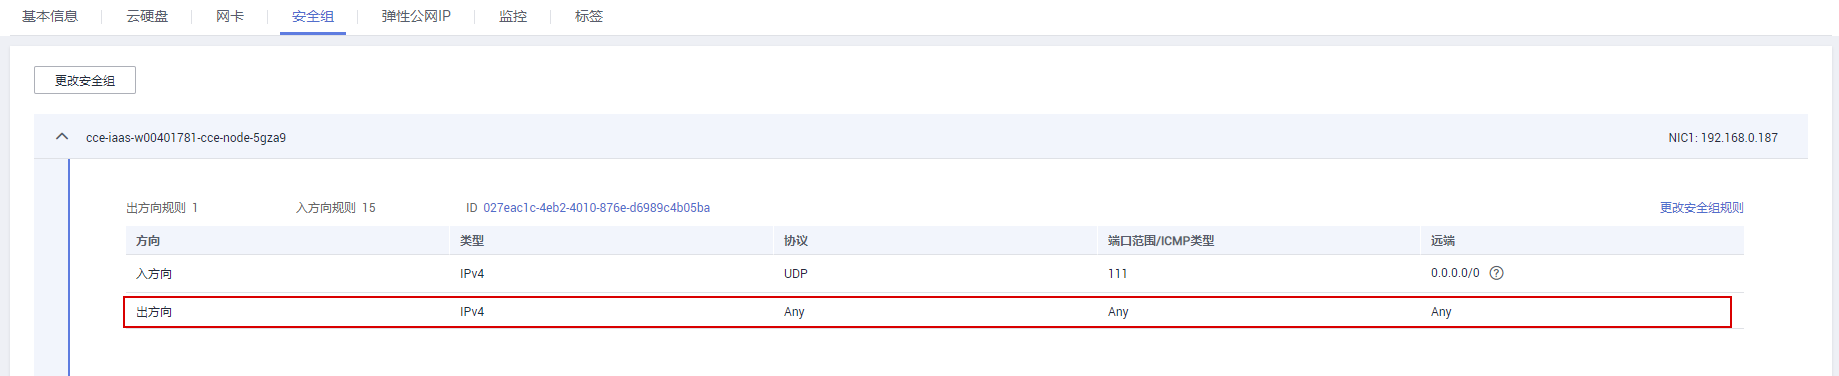 基本信息 云硬盘 网卡 安全组 弹性公网IP 监控 标签
更改安全组
cce-iaas-w00401781-cce-node-5gza9 NIC1: 192.168.0.187
出方向规则 1 入方向规则 15 ID 027eac1c-4eb2-4010-876e-d6989c4b05ba 更改安全组规则
方向 类型 协议 端口范围/ICMP类型 远端
入方向 IPv4 UDP 111 0.0.0.0/0 ?
出方向 IPv4 Any Any Any